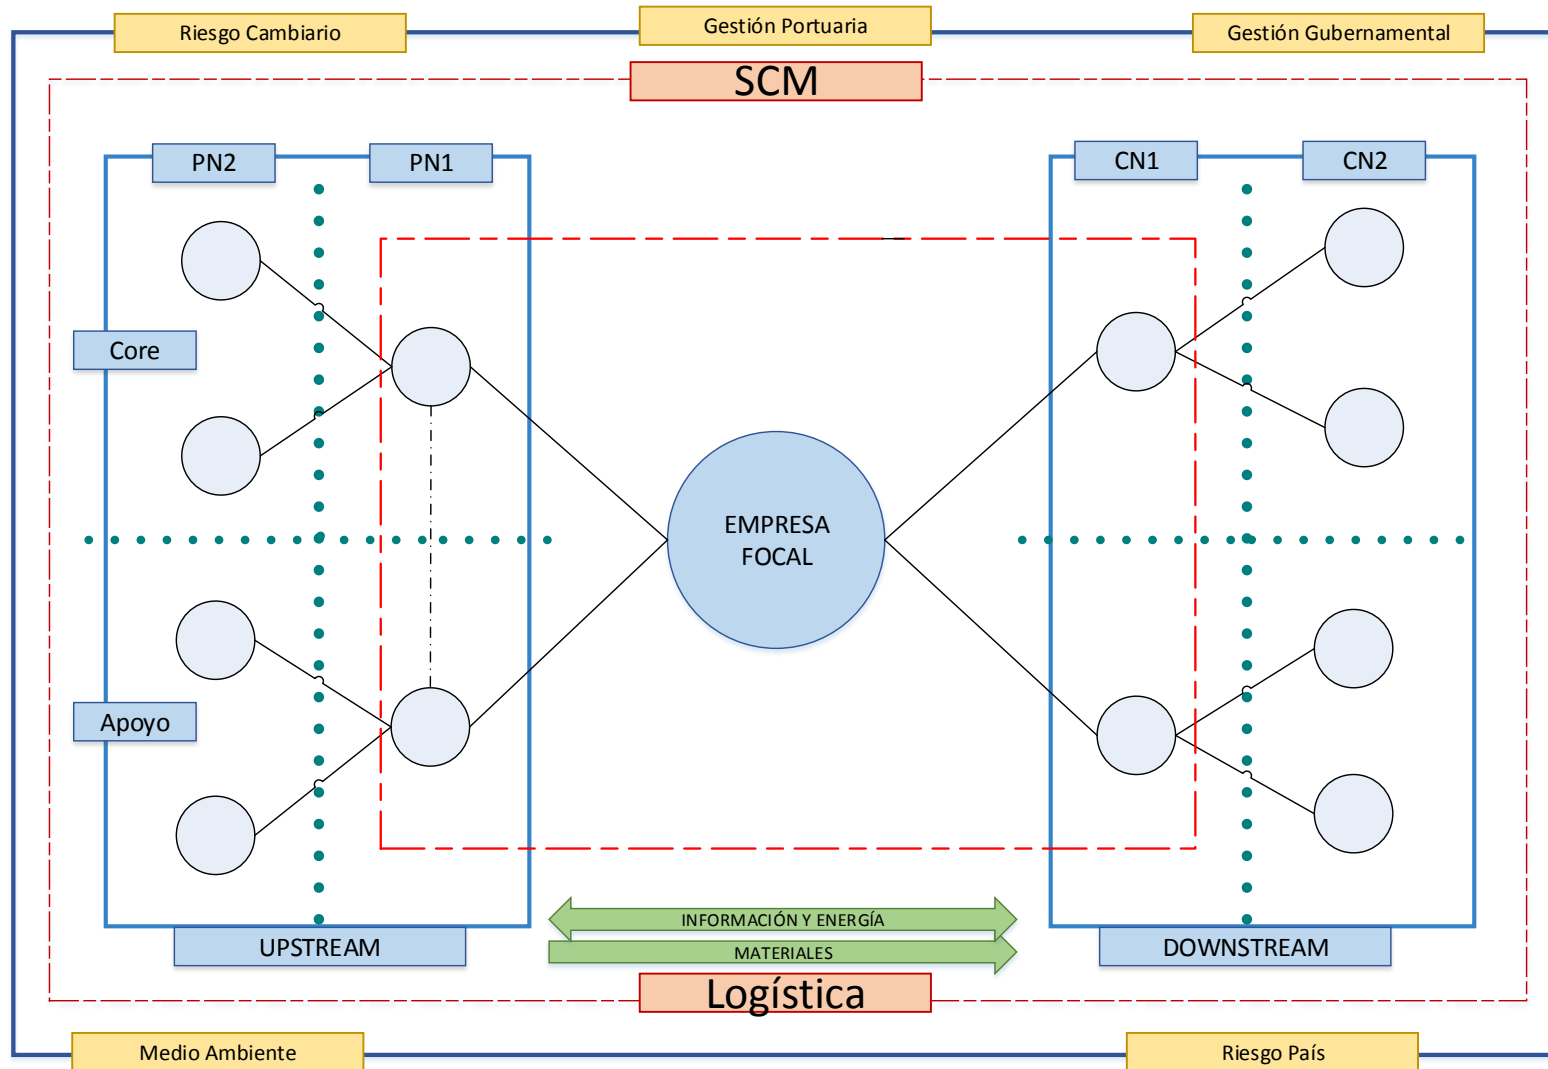 Riesgo Cambiario
Gestión Portuaria
Gestión Gubernamental
SCM
PN2
PN1
CN1
CN2
Core
EMPRESA
FOCAL
Apoyo
INFORMACIÓN Y ENERGÍA
UPSTREAM
MATERIALES
DOWNSTREAM
Logística
Medio Ambiente
Riesgo País